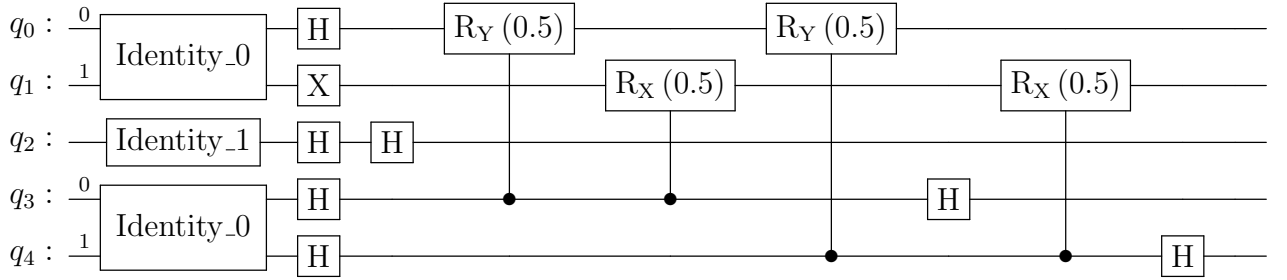 q0 : 0 Identity_0 H RY (0.5) RY (0.5)
q1 : 1 X RX (0.5) RX (0.5)
q2 : Identity_1 H H
q3 : 0 Identity_0 H H
q4 : 1 H H